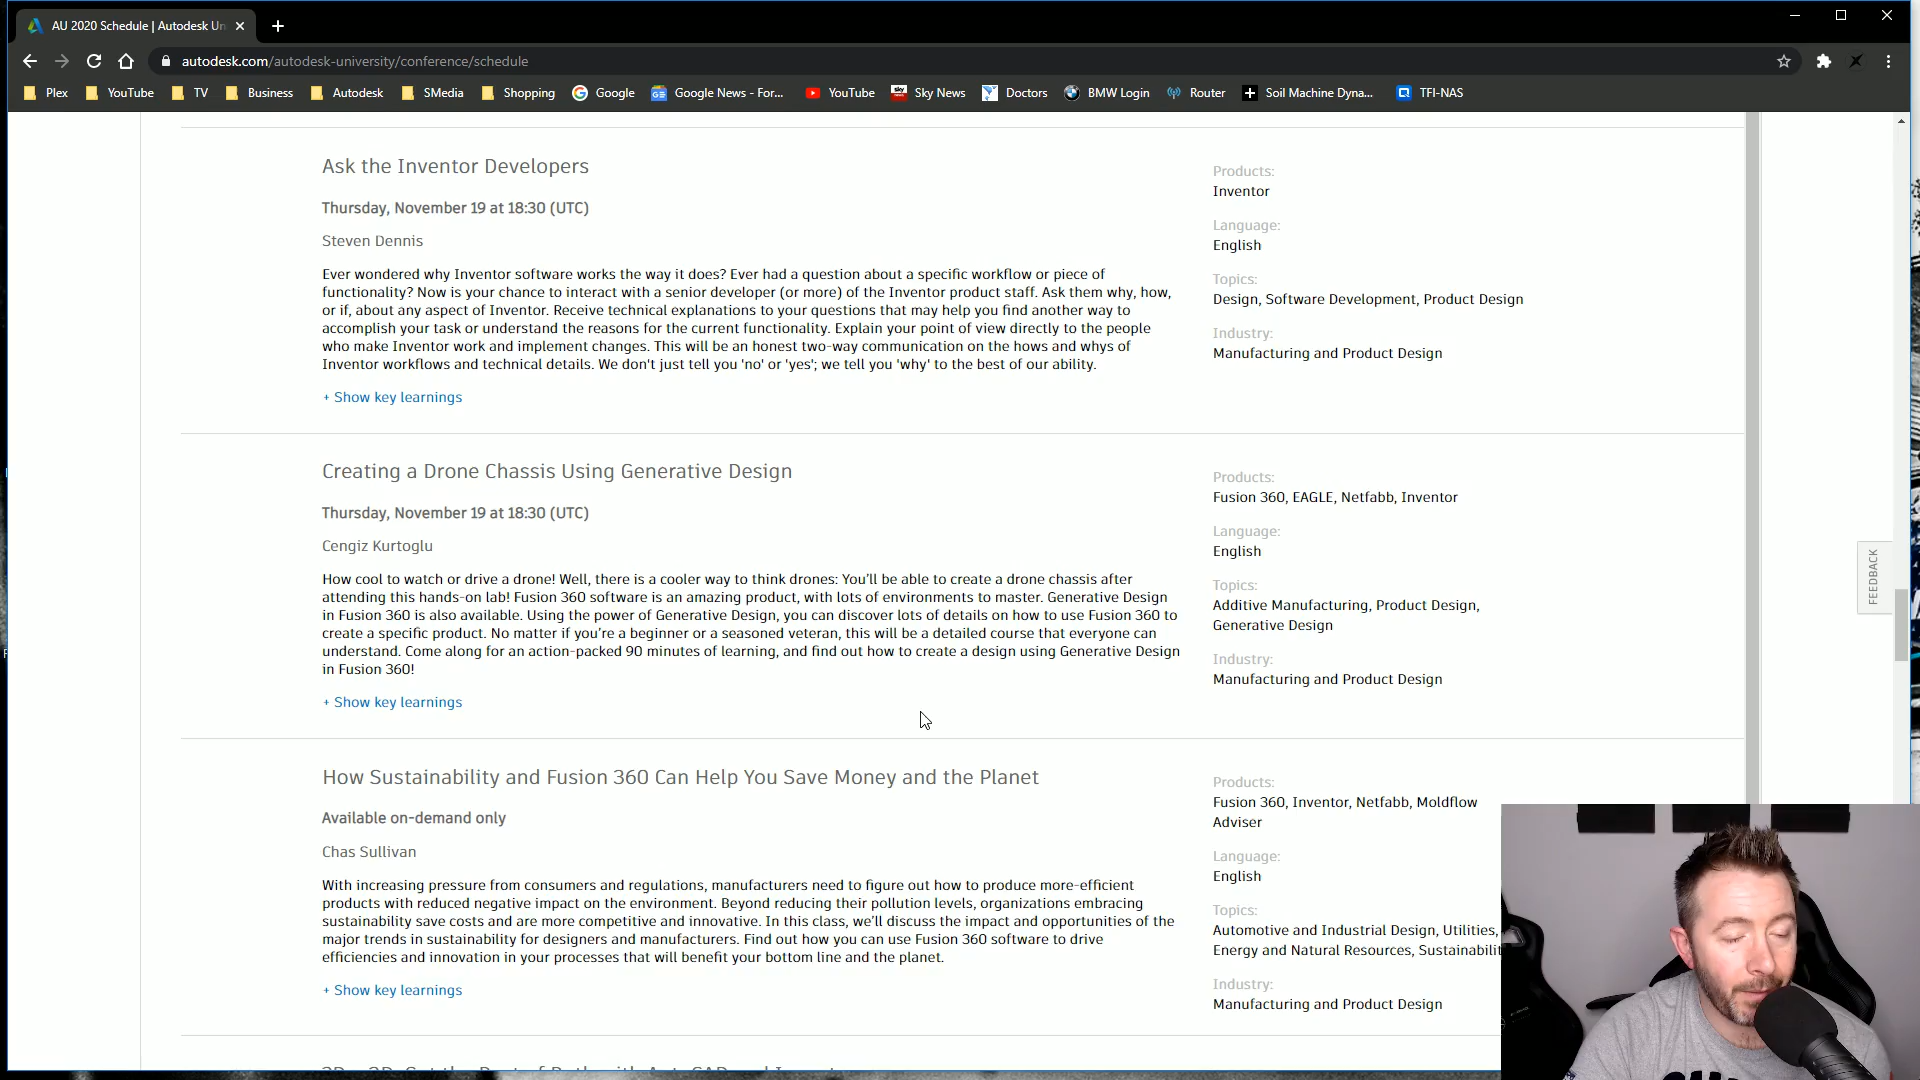 AU 2020 Schedule | Autodesk Un
autodesk.com/autodesk-university/conference/schedule
Plex YouTube TV Business Autodesk SMedia Shopping Google Google News - For... YouTube Sky News Doctors BMW Login Router Soil Machine Dyna... TFI-NAS
Ask the Inventor Developers
Thursday, November 19 at 18:30 (UTC)
Steven Dennis
Ever wondered why Inventor software works the way it does? Ever had a question about a specific workflow or piece of
functionality? Now is your chance to interact with a senior developer (or more) of the Inventor product staff. Ask them why, how,
or if, about any aspect of Inventor. Receive technical explanations to your questions that may help you find another way to
accomplish your task or understand the reasons for the current functionality. Explain your point of view directly to the people
who make Inventor work and implement changes. This will be an honest two-way communication on the hows and whys of
Inventor workflows and technical details. We don't just tell you 'no' or 'yes'; we tell you 'why' to the best of our ability.
+ Show key learnings
Products:
Inventor
Language:
English
Topics:
Design, Software Development, Product Design
Industry:
Manufacturing and Product Design
Creating a Drone Chassis Using Generative Design
Thursday, November 19 at 18:30 (UTC)
Cengiz Kurtoglu
How cool to watch or drive a drone! Well, there is a cooler way to think drones: You'll be able to create a drone chassis after
attending this hands-on lab! Fusion 360 software is an amazing product, with lots of environments to master. Generative Design
in Fusion 360 is also available. Using the power of Generative Design, you can discover lots of details on how to use Fusion 360 to
create a specific product. No matter if you're a beginner or a seasoned veteran, this will be a detailed course that everyone can
understand. Come along for an action-packed 90 minutes of learning, and find out how to create a design using Generative Design
in Fusion 360!
+ Show key learnings
Products:
Fusion 360, EAGLE, Netfabb, Inventor
Language:
English
Topics:
Additive Manufacturing, Product Design,
Generative Design
Industry:
Manufacturing and Product Design
FEEDBACK
How Sustainability and Fusion 360 Can Help You Save Money and the Planet
Available on-demand only
Chas Sullivan
With increasing pressure from consumers and regulations, manufacturers need to figure out how to produce more-efficient
products with reduced negative impact on the environment. Beyond reducing their pollution levels, organizations embracing
sustainability save costs and are more competitive and innovative. In this class, we'll discuss the impact and opportunities of the
major trends in sustainability for designers and manufacturers. Find out how you can use Fusion 360 software to drive
efficiencies and innovation in your processes that will benefit your bottom line and the planet.
+ Show key learnings
Products:
Fusion 360, Inventor, Netfabb, Moldflow
Adviser
Language:
English
Topics:
Automotive and Industrial Design, Utilities,
Energy and Natural Resources, Sustainabilit
Industry:
Manufacturing and Product Design